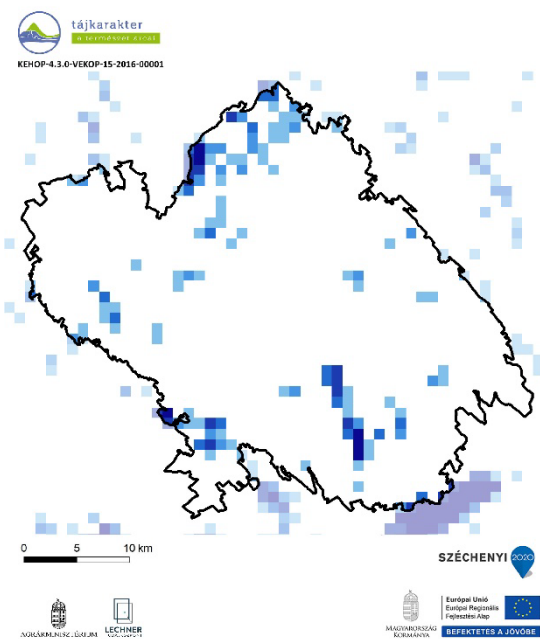 tájkarakter
a természet arcai
KEHOP-4.3.0-VEKOP-15-2016-00001
0 5 10 km
SZÉCHENYI 2020
AGRÁRMINISZTÉRIUM
LECHNER
MAGYARORSZÁG
KORMÁNYA
Európai Unió
Európai Regionális
Fejlesztési Alap
BEFEKTETÉS A JÖVŐBE